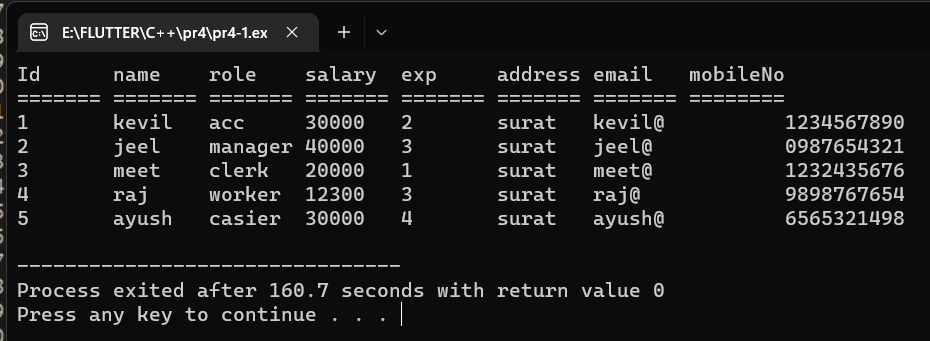 E:\FLUTTER\C++\pr4\pr4-1.ex
Id name role salary exp address email mobileNo
======= ======= ======= ======= ======= ======= ======= ========
1 kevil acc 30000 2 surat kevil@ 1234567890
2 jeel manager 40000 3 surat jeel@ 0987654321
3 meet clerk 20000 1 surat meet@ 1232435676
4 raj worker 12300 3 surat raj@ 9898767654
5 ayush casier 30000 4 surat ayush@ 6565321498
--------------------------------
Process exited after 160.7 seconds with return value 0
Press any key to continue . . .